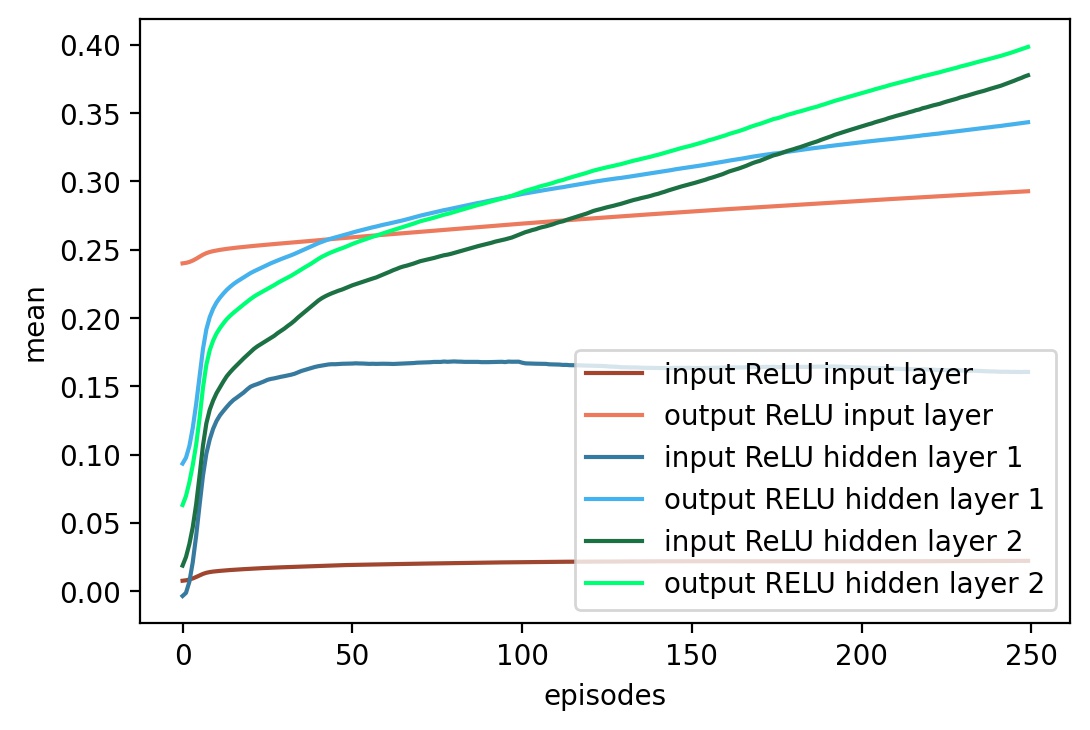 0.40
0.35
0.30
0.25
0.20
0.15
0.10
0.05
0.00
mean
input ReLU input layer
output ReLU input layer
input ReLU hidden layer 1
output RELU hidden layer 1
input ReLU hidden layer 2
output RELU hidden layer 2
0 50 100 150 200 250
episodes